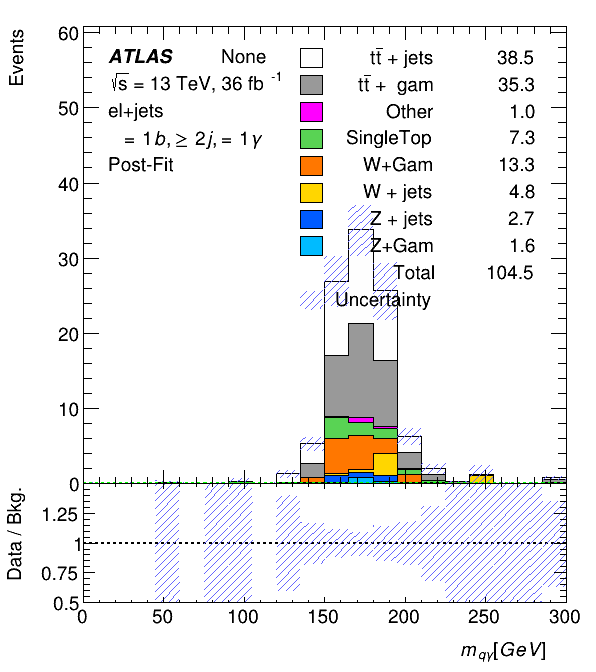 Events
60
50
40
30
20
10
0
ATLAS None
√s = 13 TeV, 36 fb -1
el+jets
= 1b, ≥ 2j, = 1γ
Post-Fit
tt̄ + jets 38.5
tt̄ + gam 35.3
Other 1.0
SingleTop 7.3
W+Gam 13.3
W + jets 4.8
Z + jets 2.7
Z+Gam 1.6
Total 104.5
Uncertainty
Data / Bkg.
1.25
1
0.75
0.5
0 50 100 150 200 250 300
m_qγ[GeV]